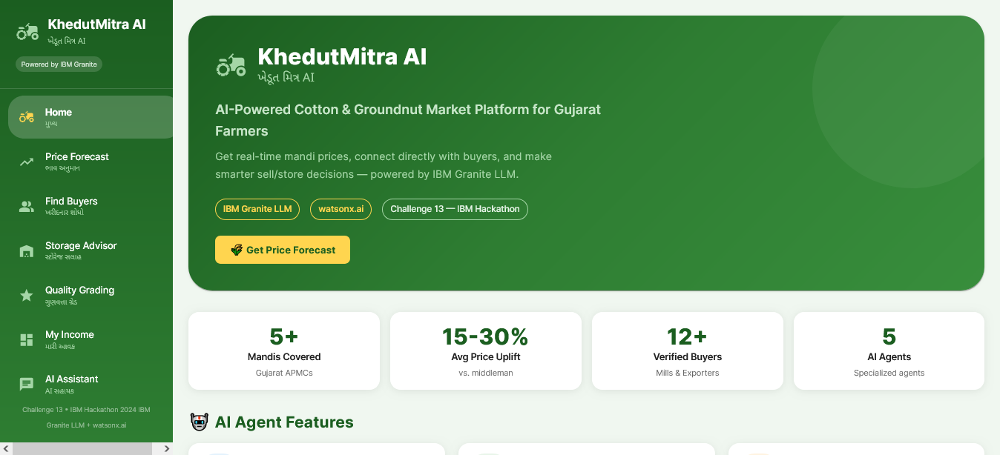 KhedutMitra AI
ખેડૂત મિત્ર AI
Powered by IBM Granite
Home
મુખ્ય
Price Forecast
ભાવ અનુમાન
Find Buyers
ખરીદનાર શોધો
Storage Advisor
સ્ટોરેજ સલાહ
Quality Grading
ગુણવત્તા ગ્રેડ
My Income
મારી આવક
AI Assistant
AI સહાયક
Challenge 13 • IBM Hackathon 2024 IBM
Granite LLM + watsonx.ai
KhedutMitra AI
ખેડૂત મિત્ર AI
AI-Powered Cotton & Groundnut Market Platform for Gujarat
Farmers
Get real-time mandi prices, connect directly with buyers, and make
smarter sell/store decisions — powered by IBM Granite LLM.
IBM Granite LLM
watsonx.ai
Challenge 13 — IBM Hackathon
Get Price Forecast
5+
Mandis Covered
Gujarat APMCs
15-30%
Avg Price Uplift
vs. middleman
12+
Verified Buyers
Mills & Exporters
5
AI Agents
Specialized agents
AI Agent Features